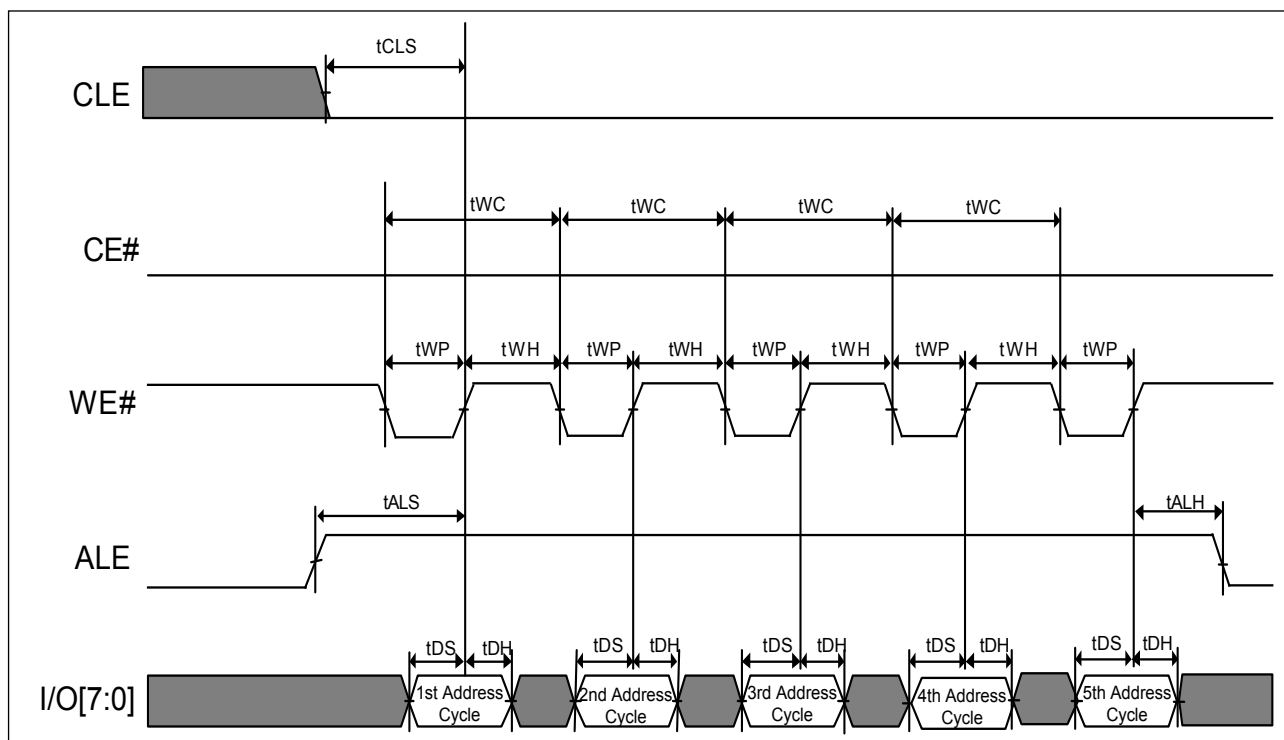 tCLS
CLE
tWC tWC tWC tWC
CE#
tWP tWH tWP tWH tWP tWH tWP tWH tWP
WE#
tALS tALH
ALE
tDS tDH tDS tDH tDS tDH tDS tDH tDS tDH
I/O[7:0]
1st Address Cycle
2nd Address Cycle
3rd Address Cycle
4th Address Cycle
5th Address Cycle